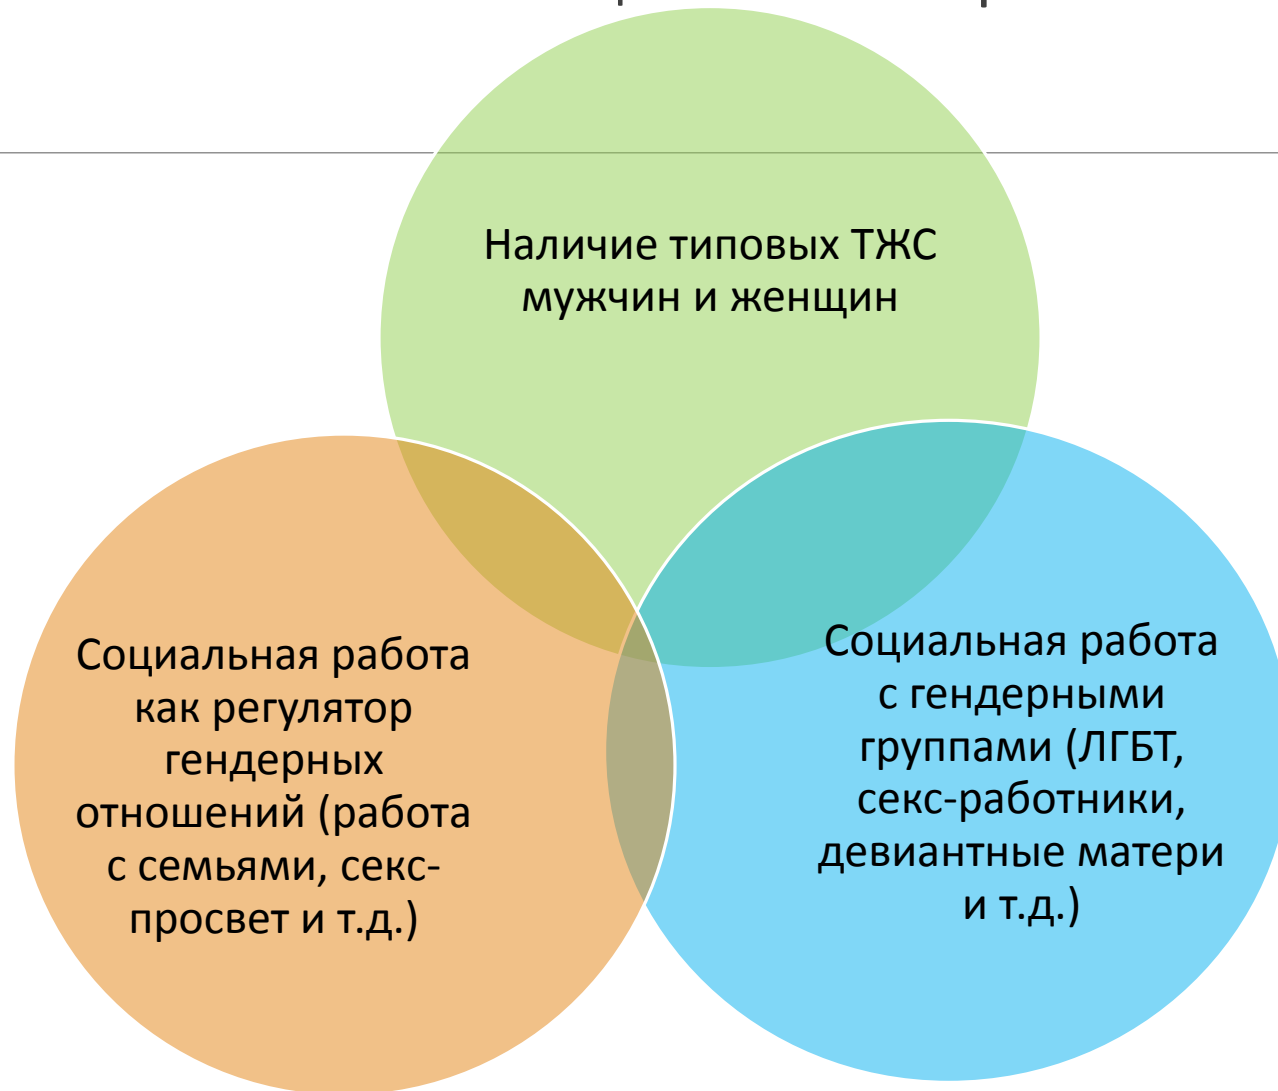 Наличие типовых ТЖС
мужчин и женщин
Социальная работа
как регулятор
гендерных
отношений (работа
с семьями, секс-
просвет и т.д.)
Социальная работа
с гендерными
группами (ЛГБТ,
секс-работники,
девиантные матери
и т.д.)